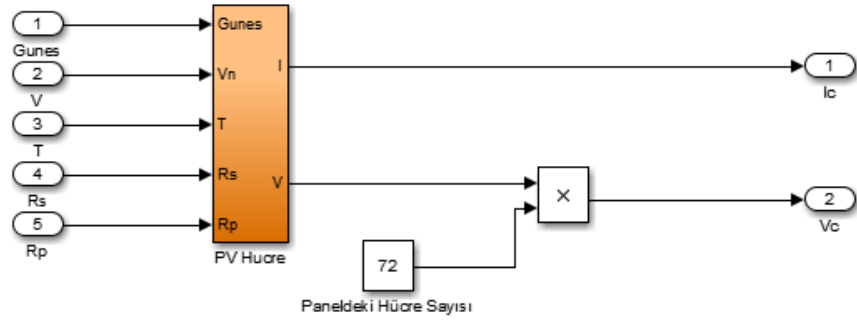 1
Gunes
2
V
3
T
4
Rs
5
Rp
Gunes
Vn
T
Rs
Rp
I
V
PV Hucre
72
Paneldeki Hücre Sayısı
×
1
Ic
2
Vc